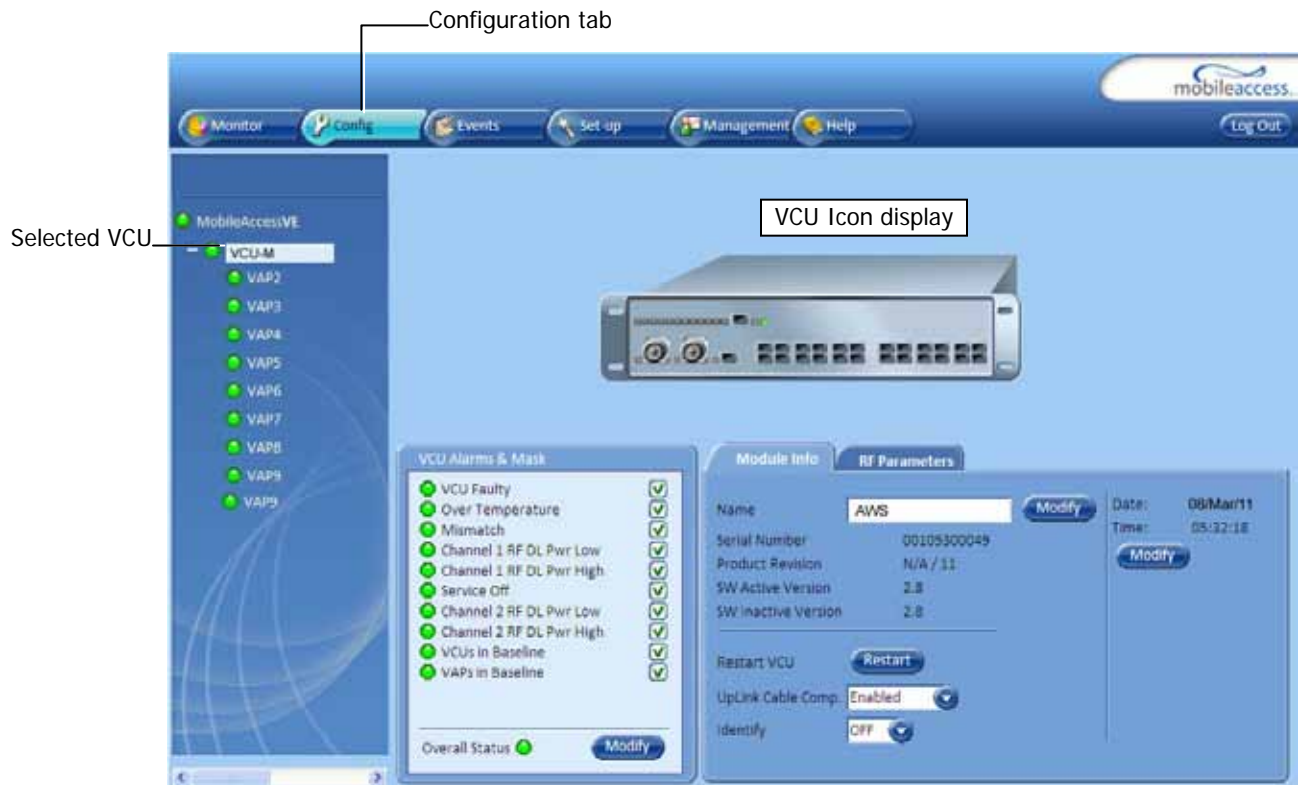 Configuration tab
mobileaccess.
Monitor
Config
Events
Set-up
Management
Help
Log Out
MobileAccessVE
VCU Icon display
Selected VCU
VCU-M
VAP2
VAP3
VAP4
VAP5
VAP6
VAP7
VAP8
VAP9
VAP9
VCU Alarms & Mask
VCU Faulty
Over Temperature
Mismatch
Channel 1 RF DL Pwr Low
Channel 1 RF DL Pwr High
Service Off
Channel 2 RF DL Pwr Low
Channel 2 RF DL Pwr High
VCUs in Baseline
VAPs in Baseline
Overall Status
Modify
Module Info
RF Parameters
Name AWS Modify
Serial Number 00105300049
Product Revision N/A / 11
SW Active Version 2.8
SW Inactive Version 2.8
Restart VCU Restart
UpLink Cable Comp. Enabled
Identify OFF
Date: 08/Mar/11
Time: 05:32:18
Modify